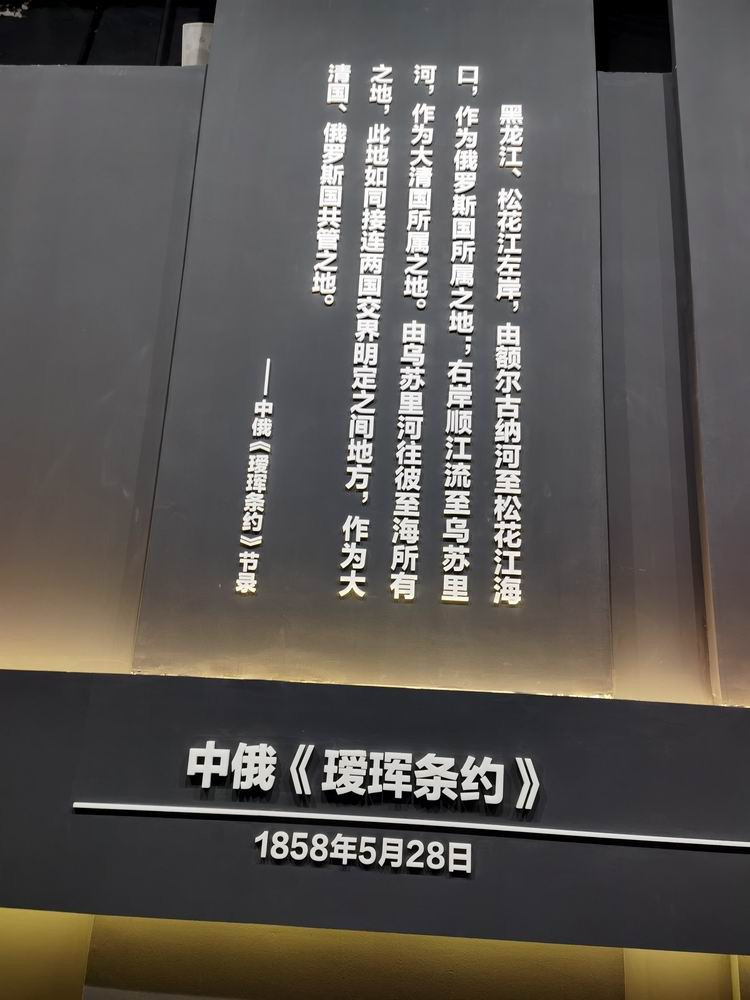 黑龙江、松花江左岸，由额尔古纳河至松花江海
口，作为俄罗斯国所属之地；右岸顺江流至乌苏里
河，作为大清国所属之地。由乌苏里河往彼至海所有
之地，此地如同接连两国交界明定之间地方，作为大
清国、俄罗斯国共管之地。
——中俄《瑷珲条约》节录
中俄《瑷珲条约》
1858年5月28日